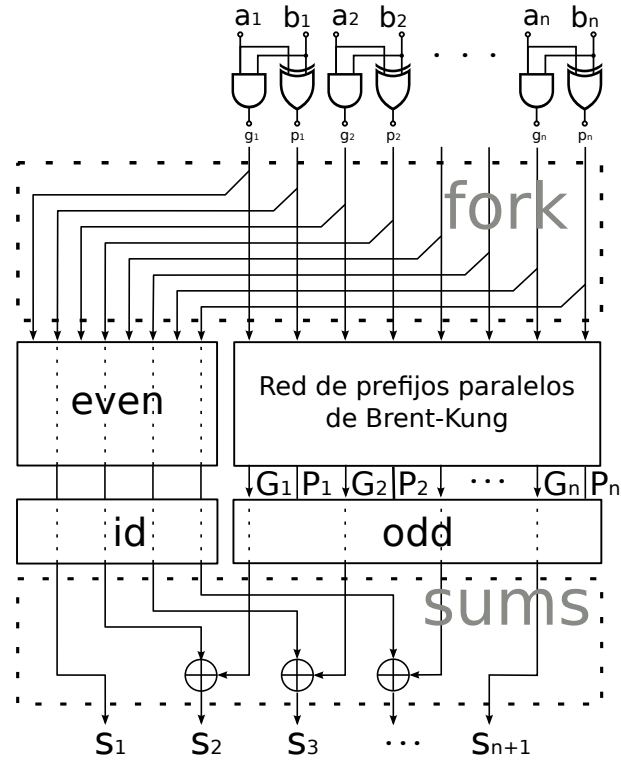 a1 b1 a2 b2 . . . an bn
g1 p1 g2 p2 gn pn
fork
even
Red de prefijos paralelos
de Brent-Kung
G1 P1 G2 P2 ... Gn Pn
id
odd
sums
s1 s2 s3 ... sn+1